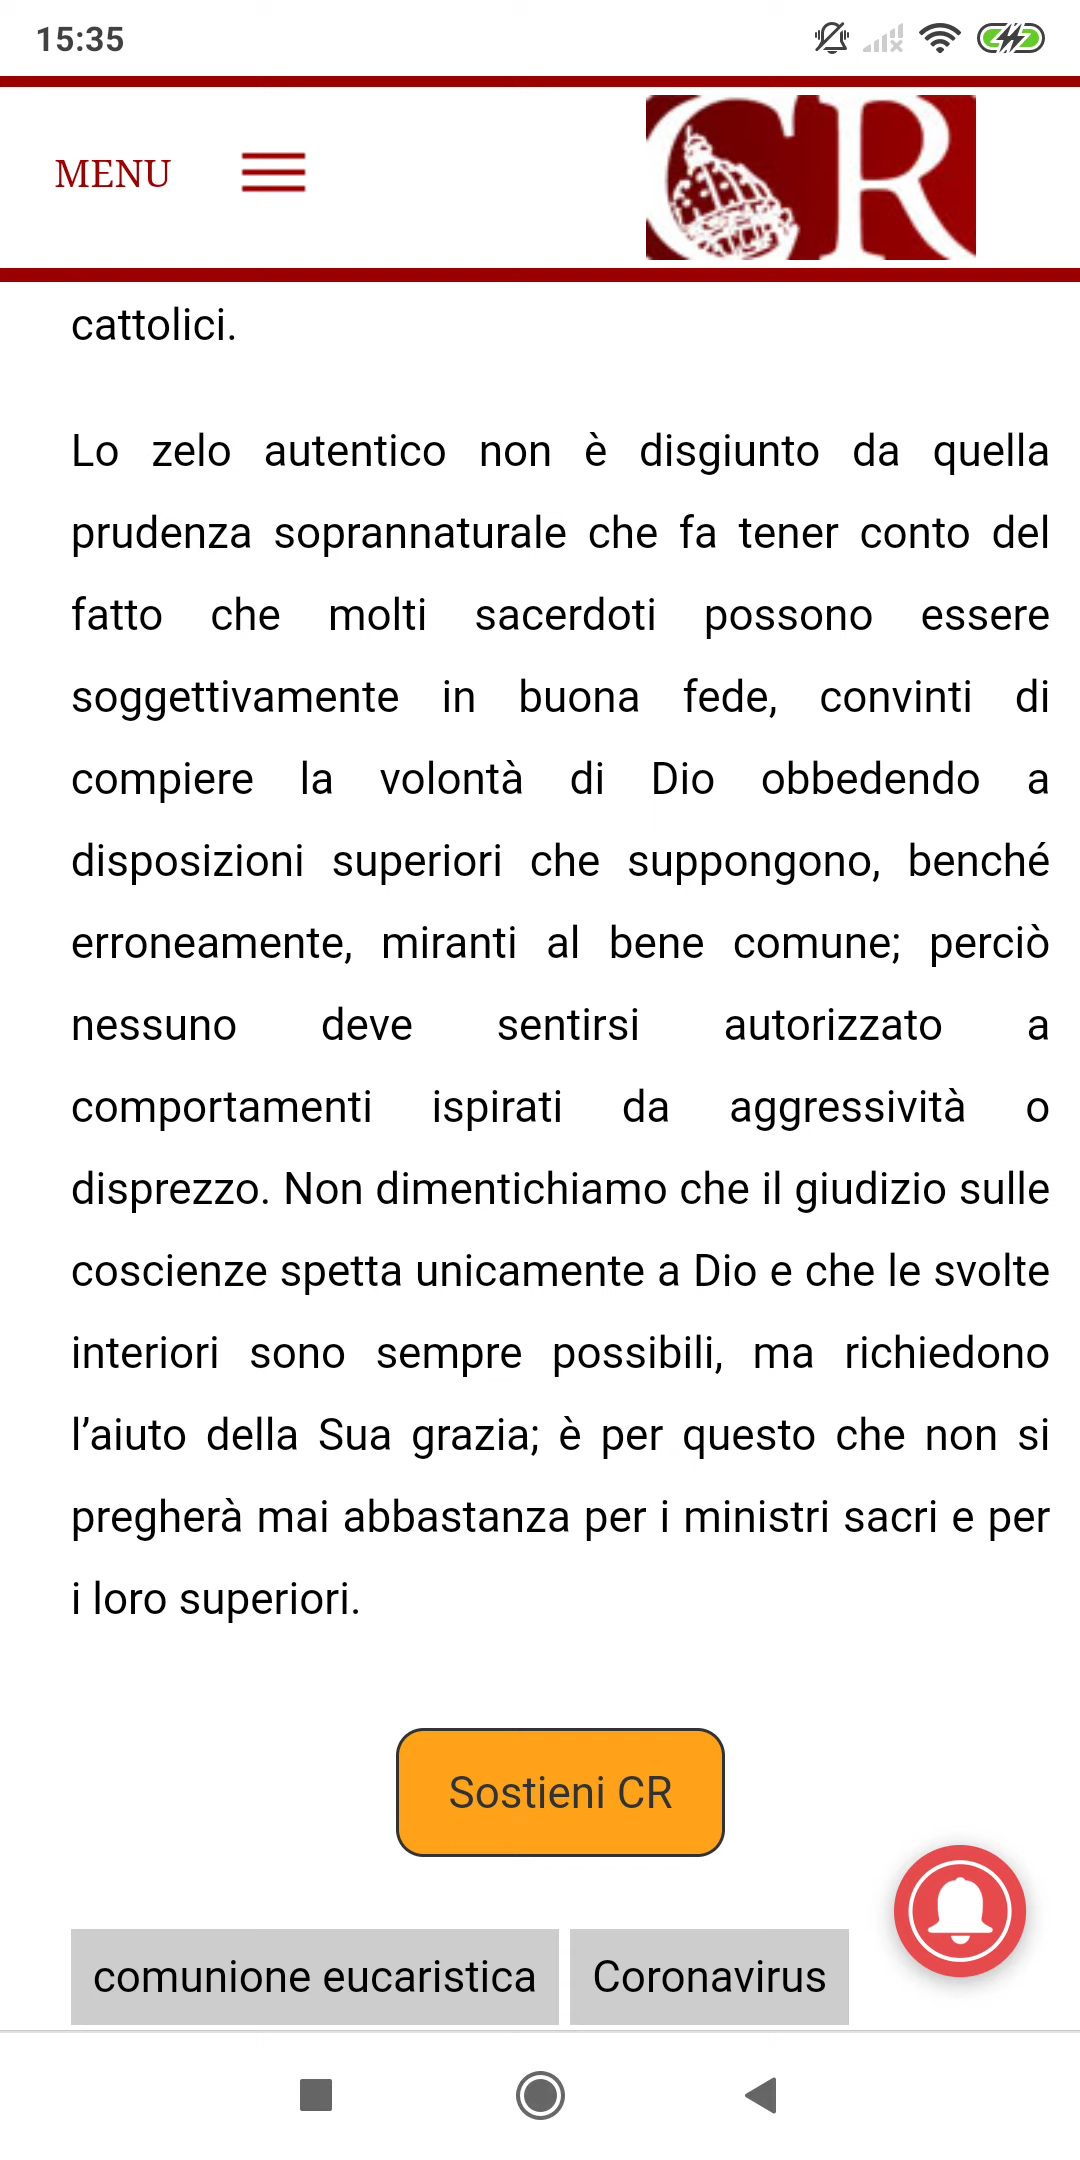 15:35
MENU
CR
cattolici.
Lo zelo autentico non è disgiunto da quella
prudenza soprannaturale che fa tener conto del
fatto che molti sacerdoti possono essere
soggettivamente in buona fede, convinti di
compiere la volontà di Dio obbedendo a
disposizioni superiori che suppongono, benché
erroneamente, miranti al bene comune; perciò
nessuno deve sentirsi autorizzato a
comportamenti ispirati da aggressività o
disprezzo. Non dimentichiamo che il giudizio sulle
coscienze spetta unicamente a Dio e che le svolte
interiori sono sempre possibili, ma richiedono
l’aiuto della Sua grazia; è per questo che non si
pregherà mai abbastanza per i ministri sacri e per
i loro superiori.
Sostieni CR
comunione eucaristica Coronavirus